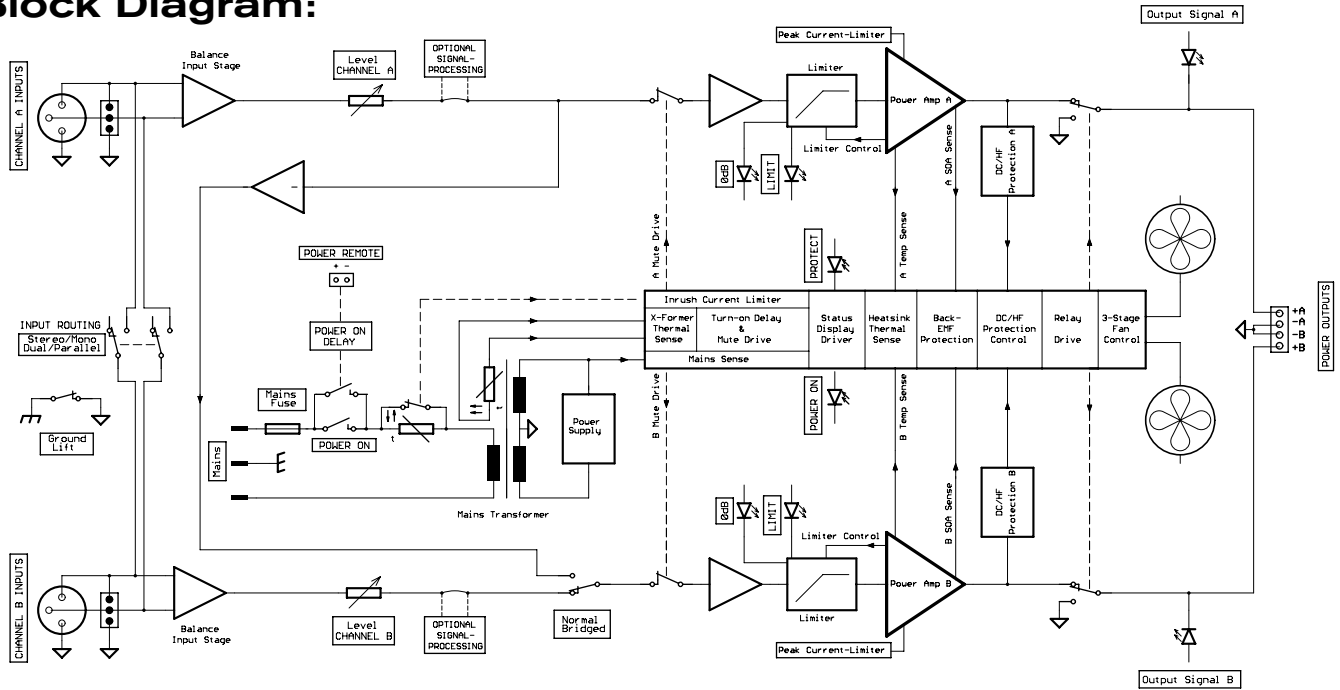 Block Diagram:
Output Signal A
Peak Current-Limiter
CHANNEL A INPUTS
Balance
Input Stage
Level
CHANNEL A
OPTIONAL
SIGNAL-
PROCESSING
Limiter
Power Amp A
Limiter Control
0dB
LIMIT
A SOA Sense
DC/HF
Protection A
A Mute Drive
A Temp Sense
PROTECT
POWER REMOTE
+ -
POWER ON
DELAY
INPUT ROUTING
Stereo/Mono
Dual/Parallel
Inrush Current Limiter
X-Former
Thermal
Sense
Turn-on Delay
&
Mute Drive
Mains Sense
Status
Display
Driver
Heatsink
Thermal
Sense
Back-
EMF
Protection
DC/HF
Protection
Control
Relay
Drive
3-Stage
Fan
Control
+A
-A
-B
+B
POWER OUTPUTS
Mains
Fuse
POWER ON
t
t
Power
Supply
Ground
Lift
Mains
Mains Transformer
B Mute Drive
POWER ON
B Temp Sense
B SOA Sense
DC/HF
Protection B
0dB
LIMIT
Limiter Control
Power Amp B
Limiter
CHANNEL B INPUTS
Balance
Input Stage
Level
CHANNEL B
OPTIONAL
SIGNAL-
PROCESSING
Normal
Bridged
Peak Current-Limiter
Output Signal B